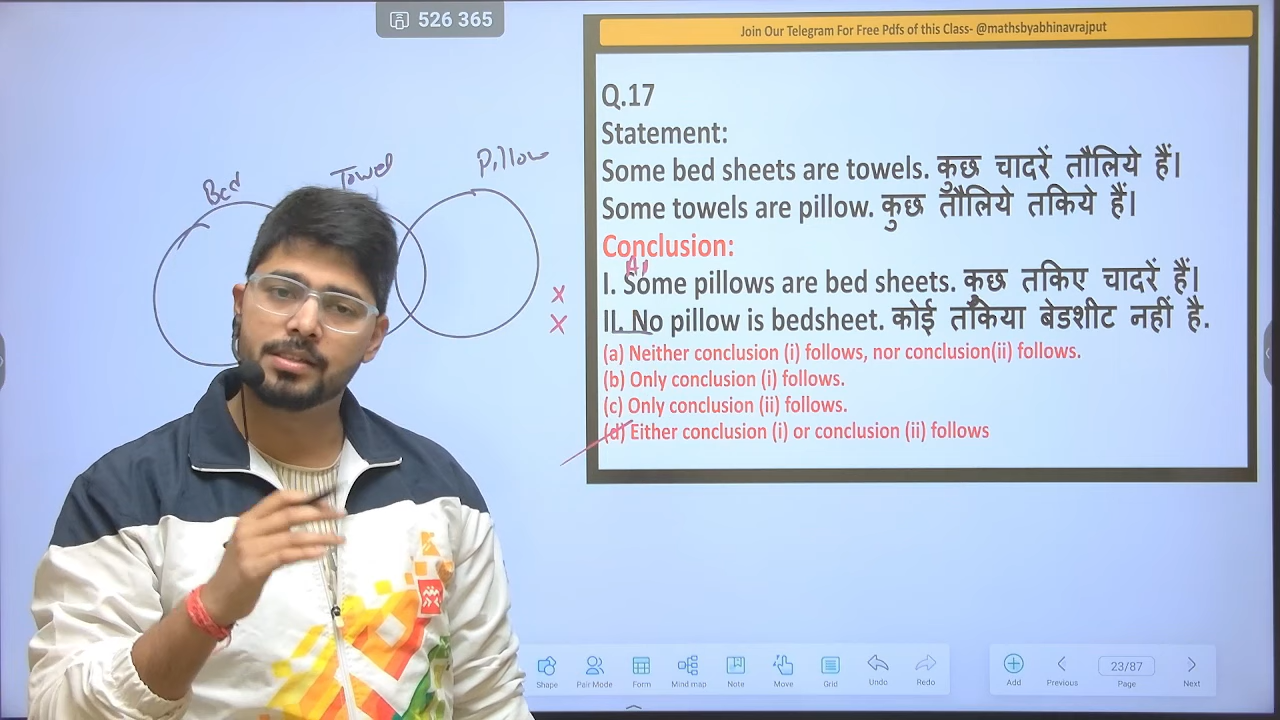 526 365
Join Our Telegram For Free Pdfs of this Class- @mathsbyabhinavrajput
Q.17
Statement:
Some bed sheets are towels. कुछ चादरें तौलिये हैं।
Some towels are pillow. कुछ तौलिये तकिये हैं।
Conclusion:
I. Some pillows are bed sheets. कुछ तकिए चादरें हैं।
II. No pillow is bedsheet. कोई तकिया बेडशीट नहीं है.
(a) Neither conclusion (i) follows, nor conclusion(ii) follows.
(b) Only conclusion (i) follows.
(c) Only conclusion (ii) follows.
(d) Either conclusion (i) or conclusion (ii) follows
Bed
Towel
Pillow
X
X
Shape
Pair Mode
Form
Mind map
Note
Move
Grid
Undo
Redo
Add
Previous
23/87
Page
Next